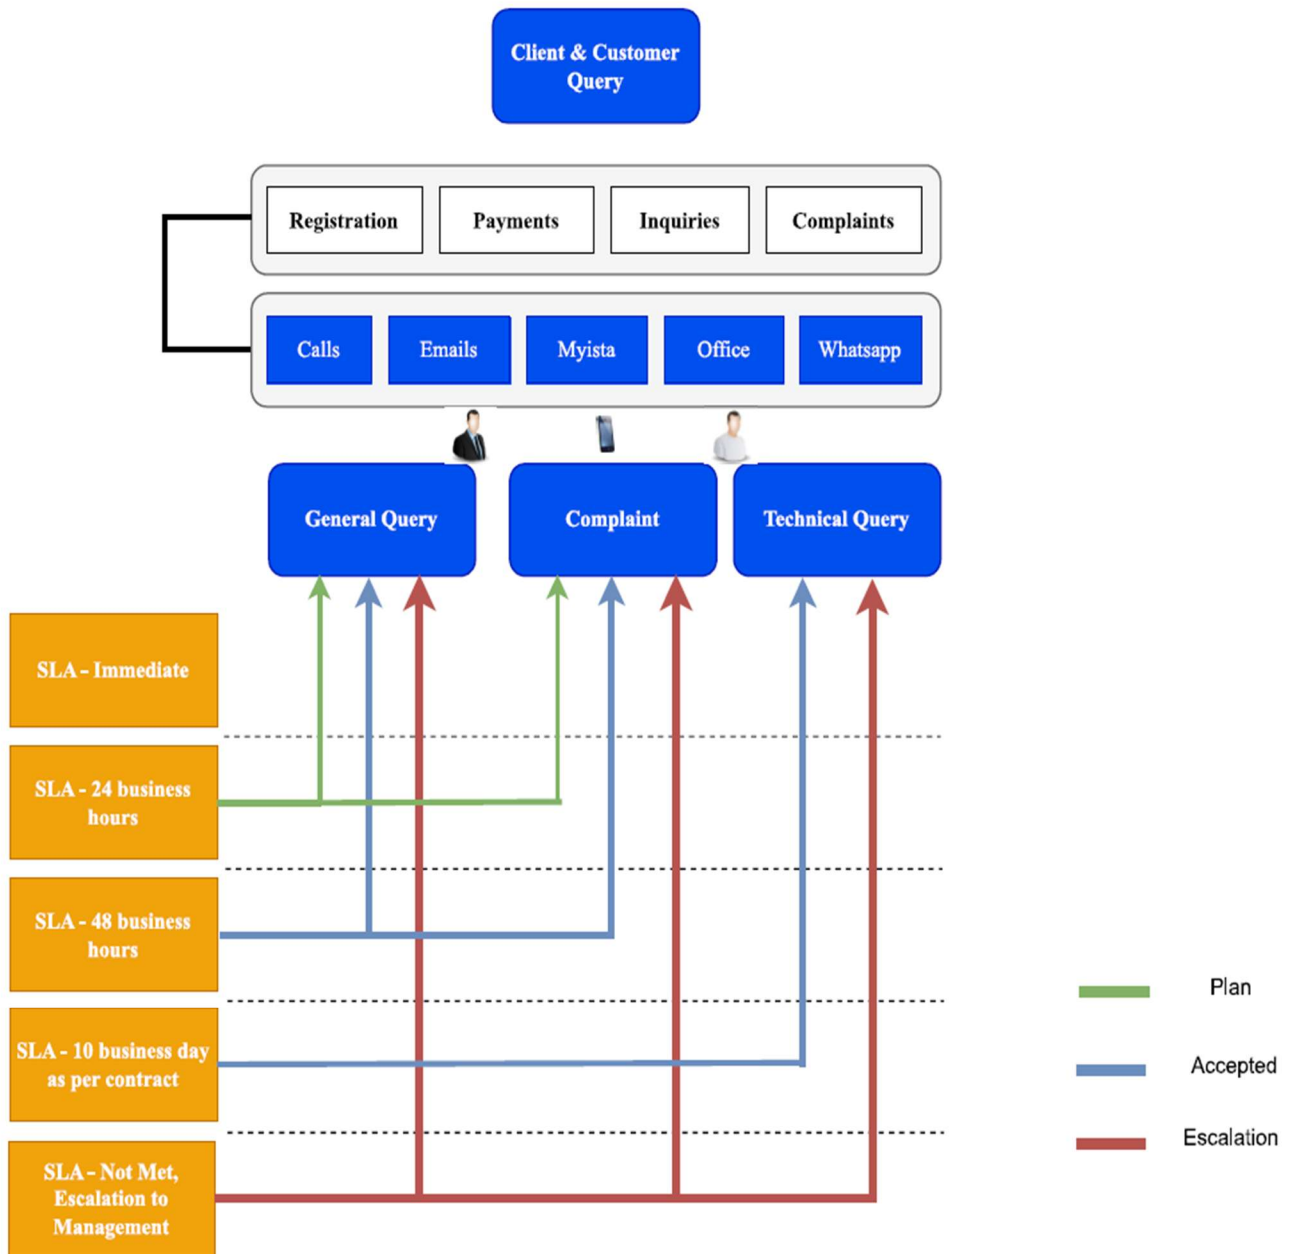 Client & Customer
Query
Registration
Payments
Inquiries
Complaints
Calls
Emails
Myista
Office
Whatsapp
General Query
Complaint
Technical Query
SLA - Immediate
SLA - 24 business
hours
SLA - 48 business
hours
SLA - 10 business day
as per contract
SLA - Not Met,
Escalation to
Management
Plan
Accepted
Escalation